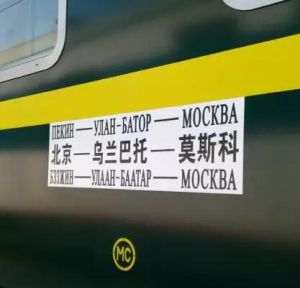 ПЕКИН — УЛАН-БАТОР — МОСКВА
北京 — 乌兰巴托 — 莫斯科
БЭЭЖИН — УЛААН-БААТАР — МОСКВА
МС